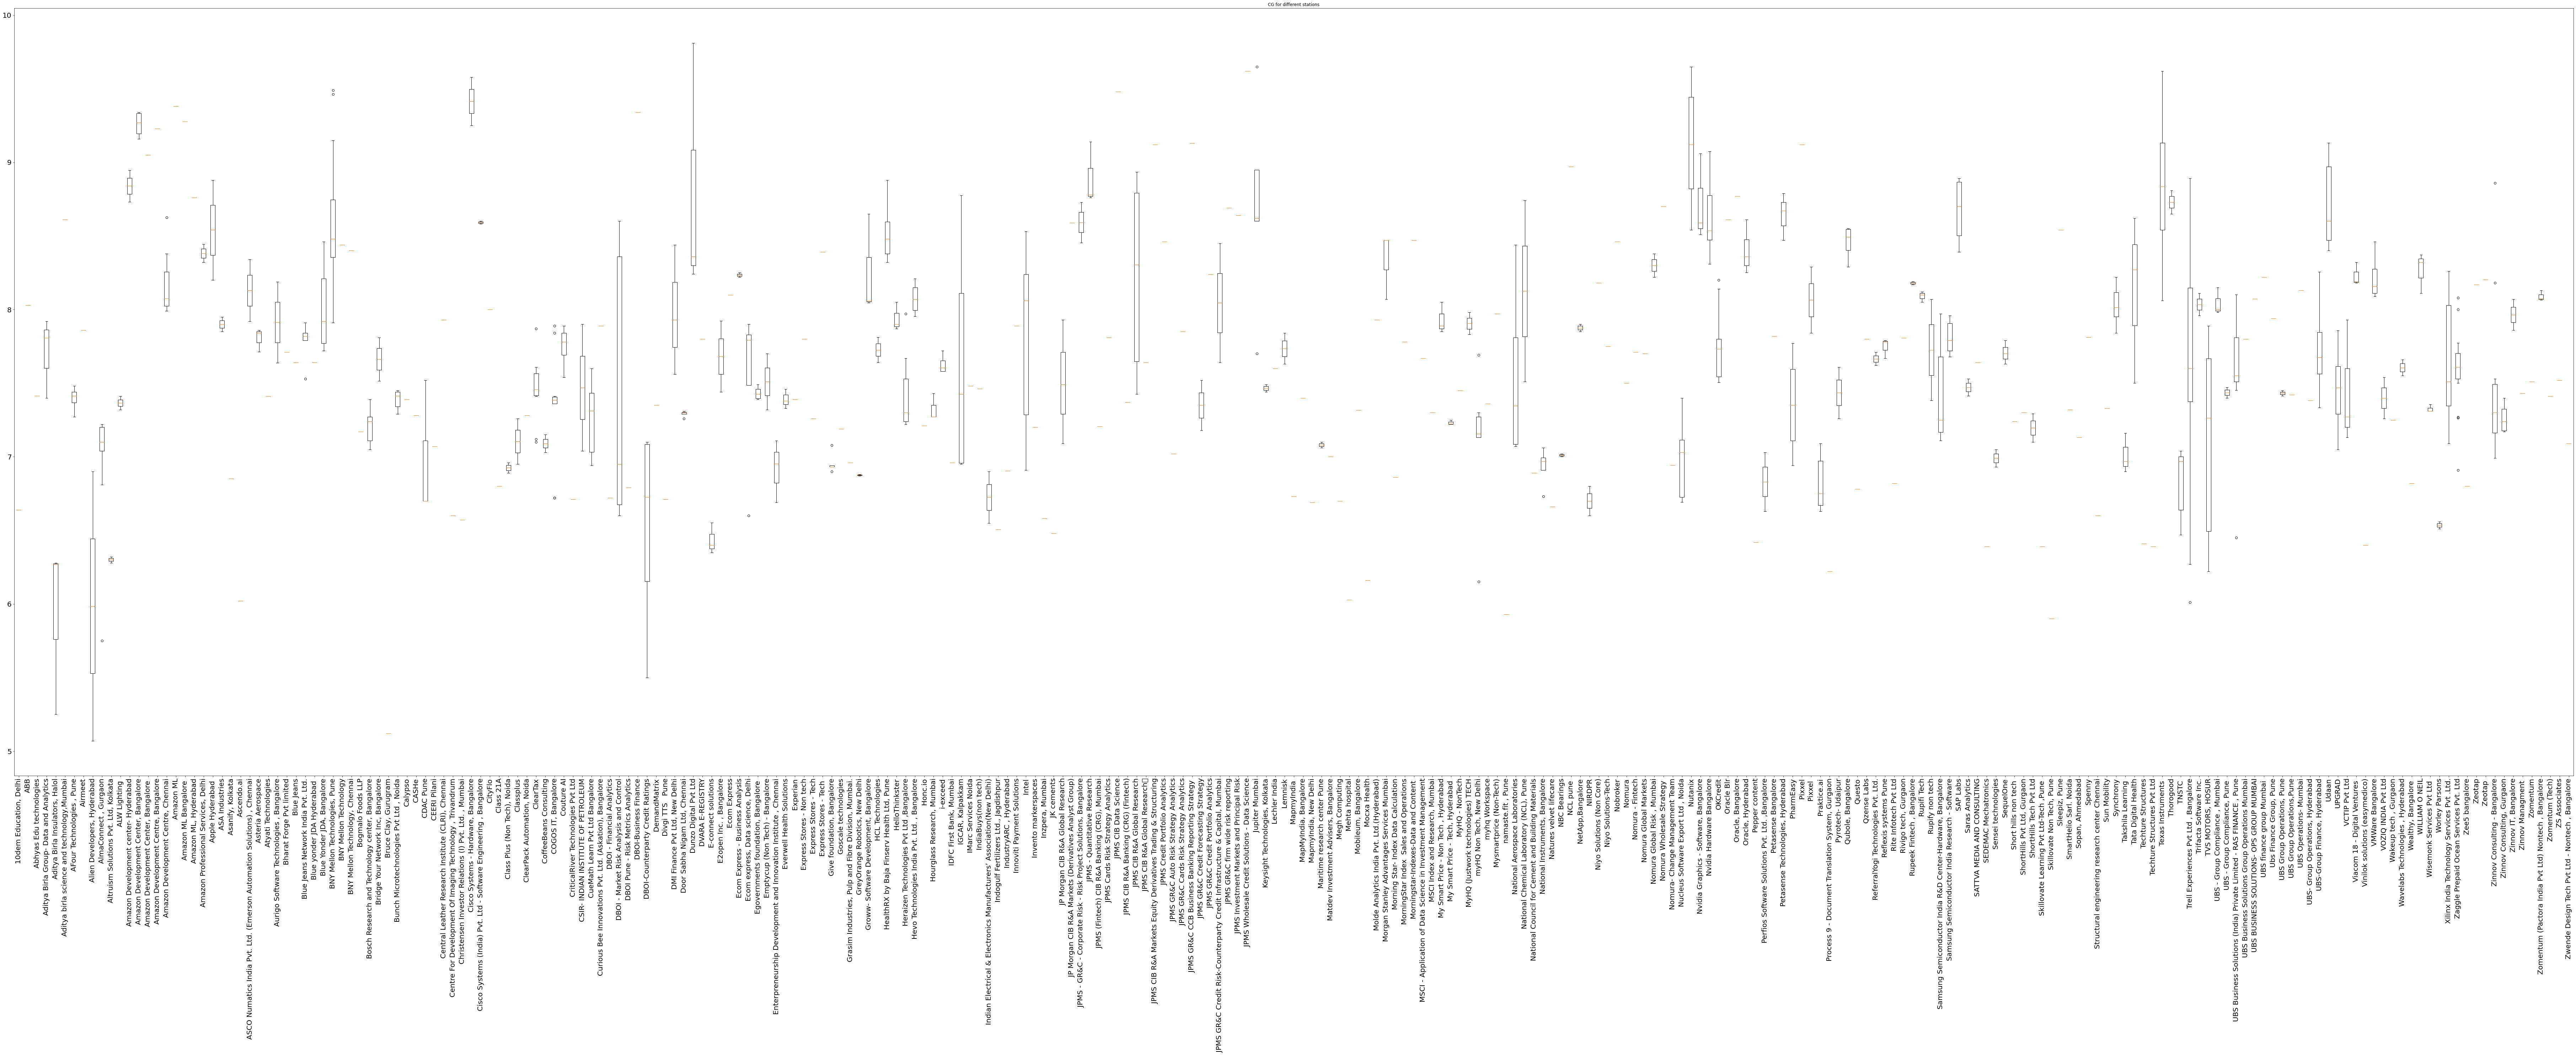 CG for different stations
10
9
8
7
6
5
10dem Education, Delhi
ABB
Abhyas Edu technologies
Aditya Birla Group- Data and Analytics
Aditya Birla Insulators, Halol
Aditya birla science and technology,Mumbai
AFour , Pune
Airmeet
Alien Developers, Hyderabad
AlmaConnect, Gurgaon
Altruism Solutions Pvt. Ltd, Kolkata
ALW Lighting
Amazon Development center- Hyderabad
Amazon Development Center, Bangalore
Amazon Development Center, Bangalore
Amazon Development Centre, Bangalore
Amazon Development Centre, Chennai
Amazon ML
Amazon ML Bangalore
Amazon ML, Hyderabad
Amazon Professional Services, Delhi
Apple, Hyderabad
ASA Industries
Asanify, Kolkata
Ascendal
ASCO Numatics India Pvt. Ltd. (Emerson Automation Solutions) , Chennai
Asteria Aerospace
Atyati Technologies
Aurigo Software Technologies , Bangalore
Bharat Forge Pvt limited
Blue Jeans
Blue Jeans Network India Pvt. Ltd.
Blue yonder JDA Hyderabad
Blue Yonder JDA, Bangalore
BNY Mellon Technologies, Pune
BNY Mellon Technology
BNY Mellon Technology, Chennai
Bogmalo Foods LLP
Bosch Research and Technology center, Bangalore
Bridge Your Network Inc, Bangalore
Bruce Clay, Gurugram
Bunch Microtechnologies Pvt Ltd , Noida
Calypso
CASHe
CDAC Pune
CEERI Pilani
Central Leather Research Institute (CLRI), Chennai
Centre For Development Of Imaging Technology , Trivandrum
Christensen Investor Relations (I) Pvt. Ltd. , Mumbai
Cisco Systems - Hardware, Bangalore
Cisco Systems (India) Pvt. Ltd - Software Engineering , Bangalore
CityFlo
Class 21A
Class Plus (Non Tech), Noida
Classplus
ClearPack Automation, Noida
Cleartax
CoffeeBeans Consulting
COGOS IT, Bangalore
Couture AI
CriticalRiver Technologies Pvt Ltd
CSIR- INDIAN INSTITUTE OF PETROLEUM
CueMath Learning Pvt Ltd Bangalore
Curious Bee Innovations Pvt. Ltd. (Askiitians), Bangalore
DBOI - Financial Analytics
DBOI - Market Risk Analysis and Control
DBOI Pune - Risk Metrics Analytics
DBOI-Business Finance
DBOI-Counterparty Credit Ratings
DemandMatrix
Divgi TTS Pune
DMI Finance Pvt Ltd, New Delhi
Door Sabha Nigam Ltd, Chennai
Dunzo Digital Pvt Ltd
DVARA E-REGISTRY
E-Connect solutions
E2open Inc. , Bangalore
Ecom Express
Ecom Express - Business Analysis
Ecom express, Data science, Delhi
Egovernments Foundation, Bangalore
Emptycup (Non Tech) , Bangalore
Enterpreneurship Development and Innovation Institute , Chennai
Everwell Health Solutions
Experian
Express Stores - Non tech
Express Stores - Tech
Express Stores - Tech
Give foundation, Bangalore
Goscale technologies
Grasim Industries, Pulp and Fibre Division, Mumbai.
GreyOrange Robotics, New Delhi
Groww- Software Development, Bangalore
HCL Technologies
HealthRX by Bajaj Finserv Health Ltd, Pune
HedgeTrikster
Heraizen Technologies Pvt Ltd ,Bangalore
Hevo Technologies India Pvt. Ltd. , Bangalore
Honc.io
Hourglass Research, Mumbai
Ibxcred
IDFC First Bank, Mumbai
IGCAR, Kalpakkam
IMarc Services, Noida
IndiaBuys(non tech)
Indian Electrical & Electronics Manufacturers' Association(New Delhi)
Indogulf Fertilizers Ltd., Jagdishpur
IndustryARC , Hyderabad
Innoviti Payment Solutions
Intel
Invento markerspaces
Inzpera, Mumbai
JK Cements
JP Morgan CIB R&A Global Research
JP Morgan CIB R&A Markets (Derivatives Analyst Group)
JPMS - GR&C - Corporate Risk - Risk Project Solutions, Mumbai
JPMS - Quantitative Research
JPMS (Fintech) CIB R&A Banking (CRG), Mumbai
JPMS Cards Risk Strategy Analytics
JPMS CIB Data Science
JPMS CIB R&A Banking (CRG) (Fintech)
JPMS CIB R&A Global Research
JPMS CIB R&A Markets Equity Derivatives Trading & Structuring
JPMS Credit Portfolio Analytics
JPMS GR&C Auto Risk Strategy Analytics
JPMS GR&C Cards Risk Strategy Analytics
JPMS GR&C CCB Business Banking Reporting Strategy
JPMS GR&C Credit Forecasting Strategy
JPMS GR&C Credit Portfolio Analytics
JPMS GR&C Credit Risk-Counterparty Credit Infrastructure & Capital, Mumbai
JPMS GR&C firm wide risk reporting
JPMS Investment Markets and Principal Risk
JPMS Wholesale Credit Solutions Data Scientist
Jupiter, Mumbai
Keysight Technologies, Kolkata
Lechler India
Lemnisk
MapmyIndia
MapMyIndia, Bangalore
Mapmyindia, New Delhi
Maritime research center Pune
Matdev Investment Advisers, Bangalore
Megh Computing
Mehta hospital
Mobileum, Bangalore
Mocxa Health
Molde Analytics India Pvt. Ltd.(Hyderabad)
Morgan Stanley Advantages Services Mumbai
Morning Star- Index Data Calculation
MorningStar Index_Sales and Operations
Morningstar-Indexes-Data and Content
MSCI - Application of Data Science in Investment Management
MSCI Index and Research, Mumbai
My Smart Price - Non Tech , Hyderabad
My Smart Price - Tech, Hyderabad
MyHQ - NonTech
MyHQ (Justwork technologies) TECH
myHQ Non Tech, New Delhi
myHQ Workspace
Mysmartprice (Non-Tech)
namaste.fit , Pune
National Aerospace Laboratories
National Chemical Laboratory (NCL), Pune
National Council for Cement and Building Materials
National Instruments, Bangalore
Natures velvet lifecare
NBC Bearings
NCL pune
NetApp,Bangalore
NIRDPR
Niyo Solutions (Non Core)
Niyo Solutions-Tech
Nobroker
Nomura
Nomura - Fintech
Nomura Global Markets
Nomura Global Risk, Mumbai
Nomura Wholesale Strategy
Nomura- Change Management Team
Nucleus Software Export Ltd , Noida
Nutanix
Nvidia Graphics - Software, Bangalore
Nvidia Hardware Bangalore
OKCredit
Oracle Blr
Oracle, Bangalore
Oracle, Hyderabad
Pepper content
Perfios Software Solutions Pvt. Ltd ,Bangalore
Petasense Bangalore
Petasense Technologies, Hyderabad
PharmEasy
Pixxel
Pixxel
Practice.ai
Process 9 - Document Translation System, Gurgaon
Pyrotech- Udaipur
Qubole, Bangalore
Questo
Qzense Labs
ReferralYogi Technologies Pvt. Ltd.
Reflexis systems Pune
Rite Infotech Pvt Ltd
Rivigo tech, Gurgaon
Rupeek Fintech , Bangalore
Rupifi Tech
Rupify non tech
Samsung Semiconductor India R&D Center-Hardware, Bangalore
Samsung Semiconductor India Research - Software
SAP Labs
Saras Analytics
SATTVA MEDIA AND CONSULTING
SEDEMAC Mechatronics
Sensei technologies
Servelots
Short hills non tech
ShortHills Pvt Ltd, Gurgaon
Shorthills Tech Pvt Ltd
Skillovate Learning Pvt Ltd-Tech, Pune
Skillovate Non Tech, Pune
Slope, Pune
SmartHelio Sarl, Noida
Sopan, Ahmedabad
Sperry
Structural engineering research center , Chennai
Sun Mobility
Synchrony
Takshila Learning
Tata Digital Health
Techture Structures
Techture Structures Pvt Ltd
Texas Instruments
Thoughspot
TNSTC
Trell Experiences Pvt Ltd , Bangalore
Trifacta Software Inc.
TVS MOTORS, HOSUR
UBS - Group Compliance , Mumbai
UBS - Group Compliance, Pune
UBS Business Solutions (India) Private Limited - RAS FINANCE , Pune
UBS Business Solutions Group Operations Mumbai
UBS BUSINESS SOLUTIONS- OPS GROUP MUMBAI
UBS finance group Mumbai
UBS Finance Group, Pune
UBS Group Operations Pune
UBS Group Operations,Pune
UBS Operations- Mumbai
UBS- Group Operations, Hyderabad
UBS-Group Finance, Hyderabad
Udaan
UPGRAD
VCTIP Pvt Ltd
Viacom 18 - Digital Ventures
Vinilok solutions (easymedico)
VMWare Bangalore
VOZIQ INDIA Pvt Ltd
Wakeup tech , Gurgaon
Wavelabs Technologies - Hyderabad
Wealthy, Bangalore
WILLIAM O NEIL
Wisemonk Services Pvt Ltd
Worley Parsons
Xilinx India Technology Services Pvt. Ltd.
Zaggle Prepaid Ocean Services Pvt. Ltd
Zee5 bangalore
Zeotap
Zeotap
Zinnov Consulting - Bangalore
Zinnov Consulting, Gurgaon
Zinnov IT, Bangalore
Zinnov Management
Zomentum
Zomentum (Pactora India Pvt Ltd) Nontech , Bangalore
Zomentum (Tech)
ZS Associates
Zwende Design Tech Pvt Ltd - Nontech , Bangalore